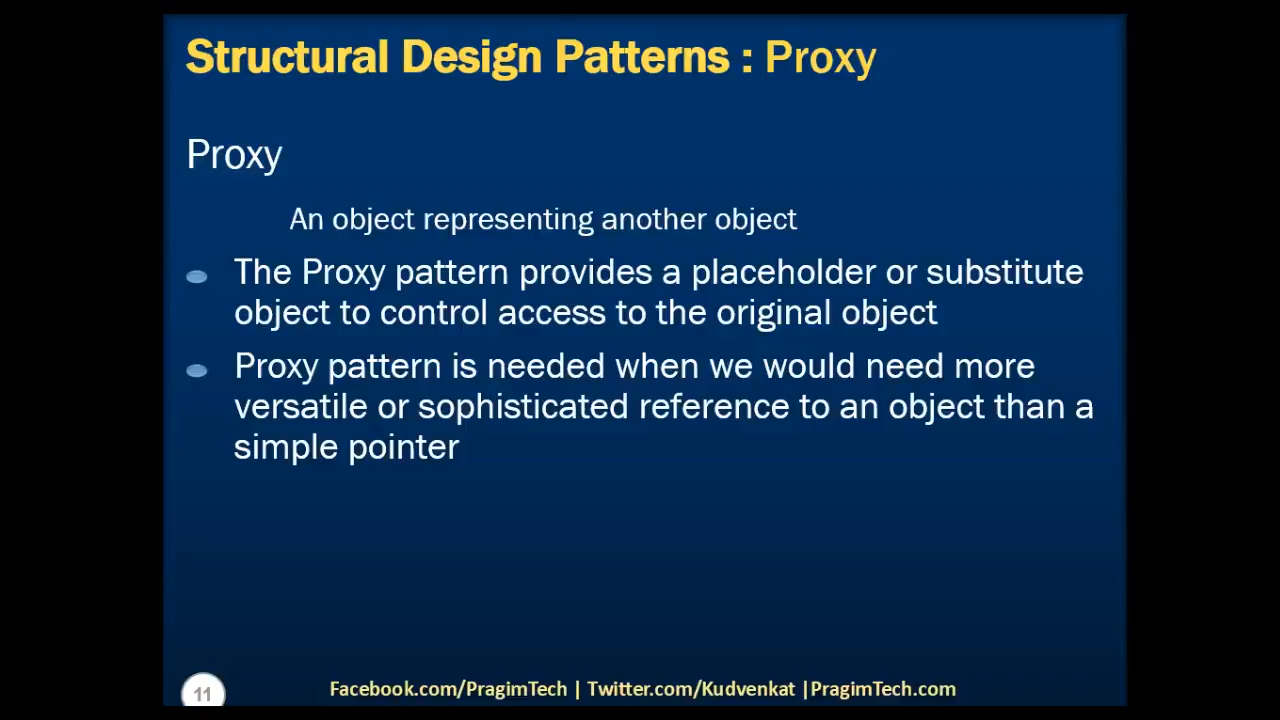 Structural Design Patterns : Proxy
Proxy
An object representing another object
The Proxy pattern provides a placeholder or substitute
object to control access to the original object
Proxy pattern is needed when we would need more
versatile or sophisticated reference to an object than a
simple pointer
11
Facebook.com/PragimTech | Twitter.com/Kudvenkat |PragimTech.com